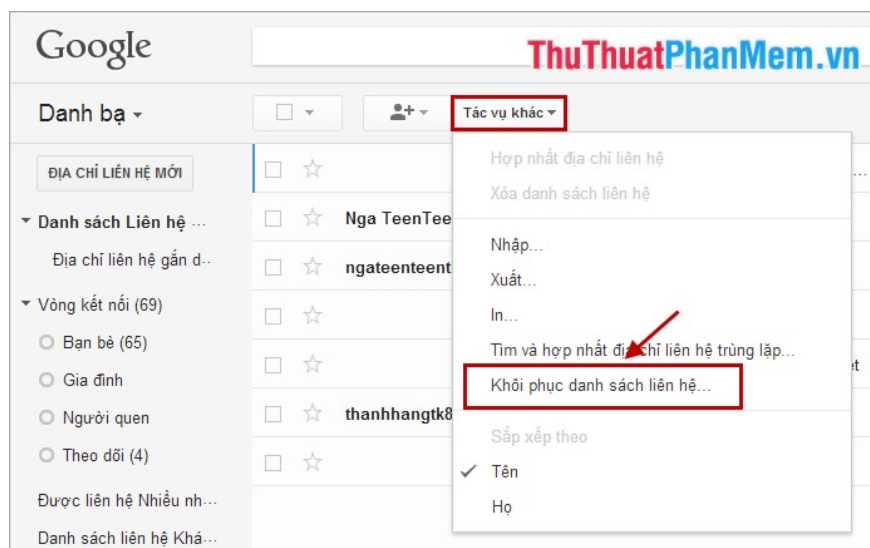 Google
ThuThuatPhanMem.vn
Danh bạ
Tác vụ khác
ĐỊA CHỈ LIÊN HỆ MỚI
Danh sách Liên hệ ...
Địa chỉ liên hệ gần d...
Vòng kết nối (69)
Bạn bè (65)
Gia đình
Người quen
Theo dõi (4)
Được liên hệ Nhiều nh...
Danh sách liên hệ Khá...
Nga TeenTee
ngateenteent
thanhhangtk8
Hợp nhất địa chỉ liên hệ
Xóa danh sách liên hệ
Nhập...
Xuất...
In...
Tìm và hợp nhất địa chỉ liên hệ trùng lặp...
Khôi phục danh sách liên hệ...
Sắp xếp theo
Tên
Họ
...
et